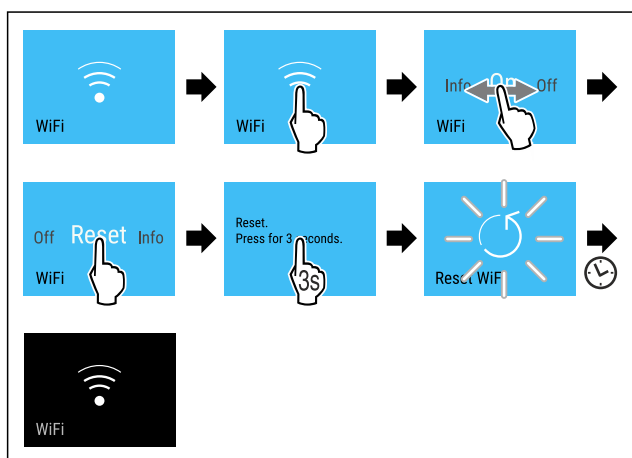 WiFi
WiFi
Info On Off
WiFi
Off Reset Info
WiFi
Reset.
Press for 3 seconds.
3s
Reset WiFi
WiFi